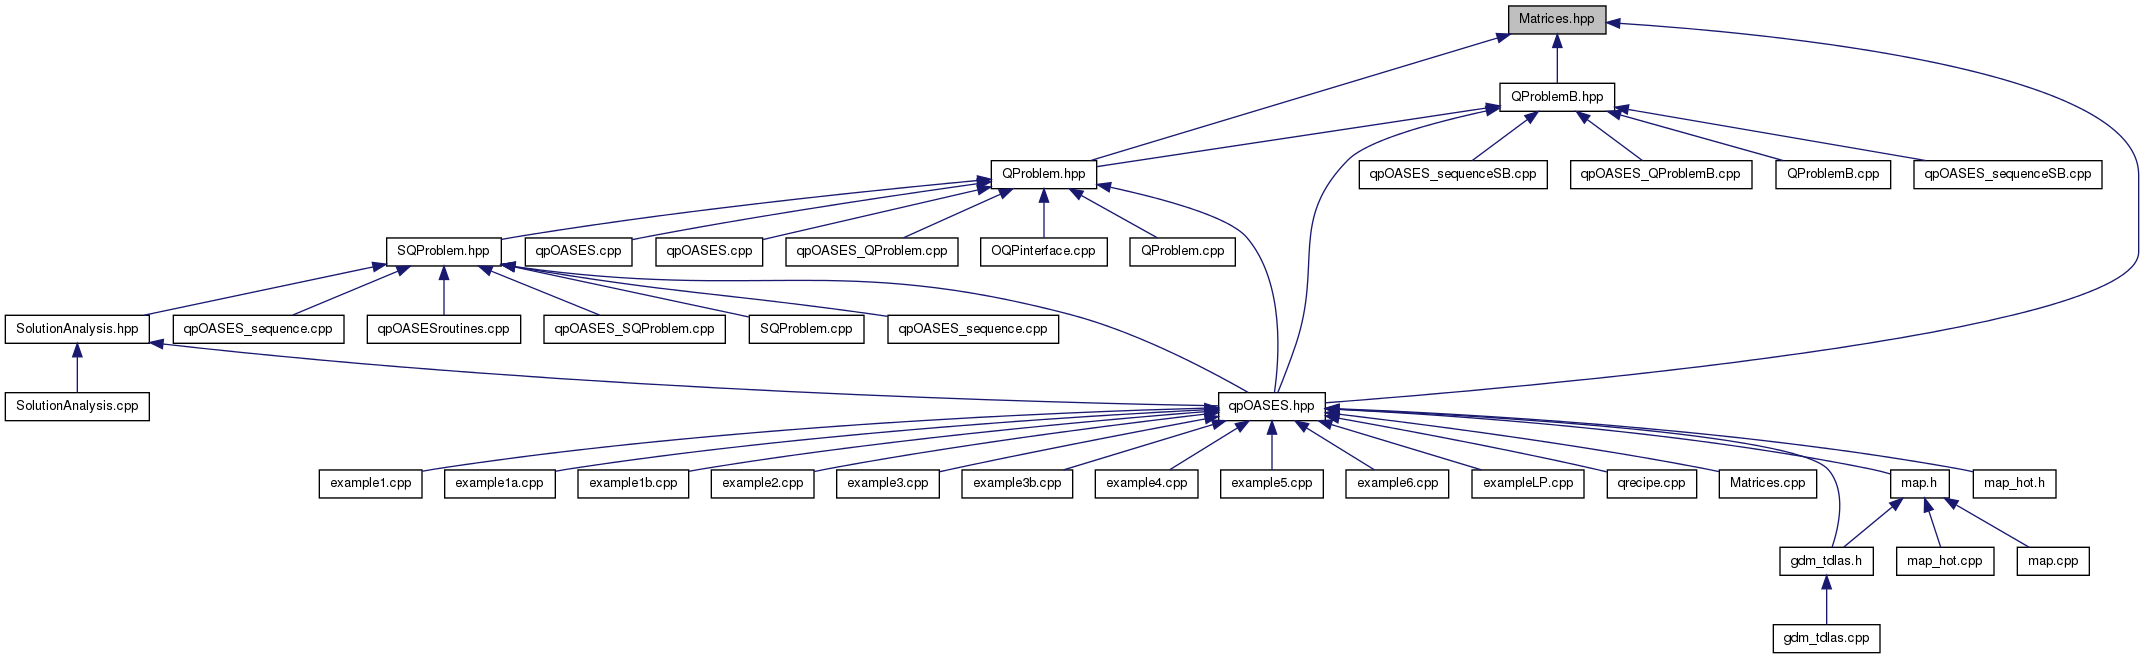 Matrices.hpp
QProblemB.hpp
QProblem.hpp
qpOASES_sequenceSB.cpp
qpOASES_QProblemB.cpp
QProblemB.cpp
qpOASES_sequenceSB.cpp
SQProblem.hpp
qpOASES.cpp
qpOASES.cpp
qpOASES_QProblem.cpp
OQPinterface.cpp
QProblem.cpp
SolutionAnalysis.hpp
qpOASES_sequence.cpp
qpOASESroutines.cpp
qpOASES_SQProblem.cpp
SQProblem.cpp
qpOASES_sequence.cpp
SolutionAnalysis.cpp
qpOASES.hpp
example1.cpp
example1a.cpp
example1b.cpp
example2.cpp
example3.cpp
example3b.cpp
example4.cpp
example5.cpp
example6.cpp
exampleLP.cpp
qrecipe.cpp
Matrices.cpp
map.h
map_hot.h
gdm_tdlas.h
map_hot.cpp
map.cpp
gdm_tdlas.cpp